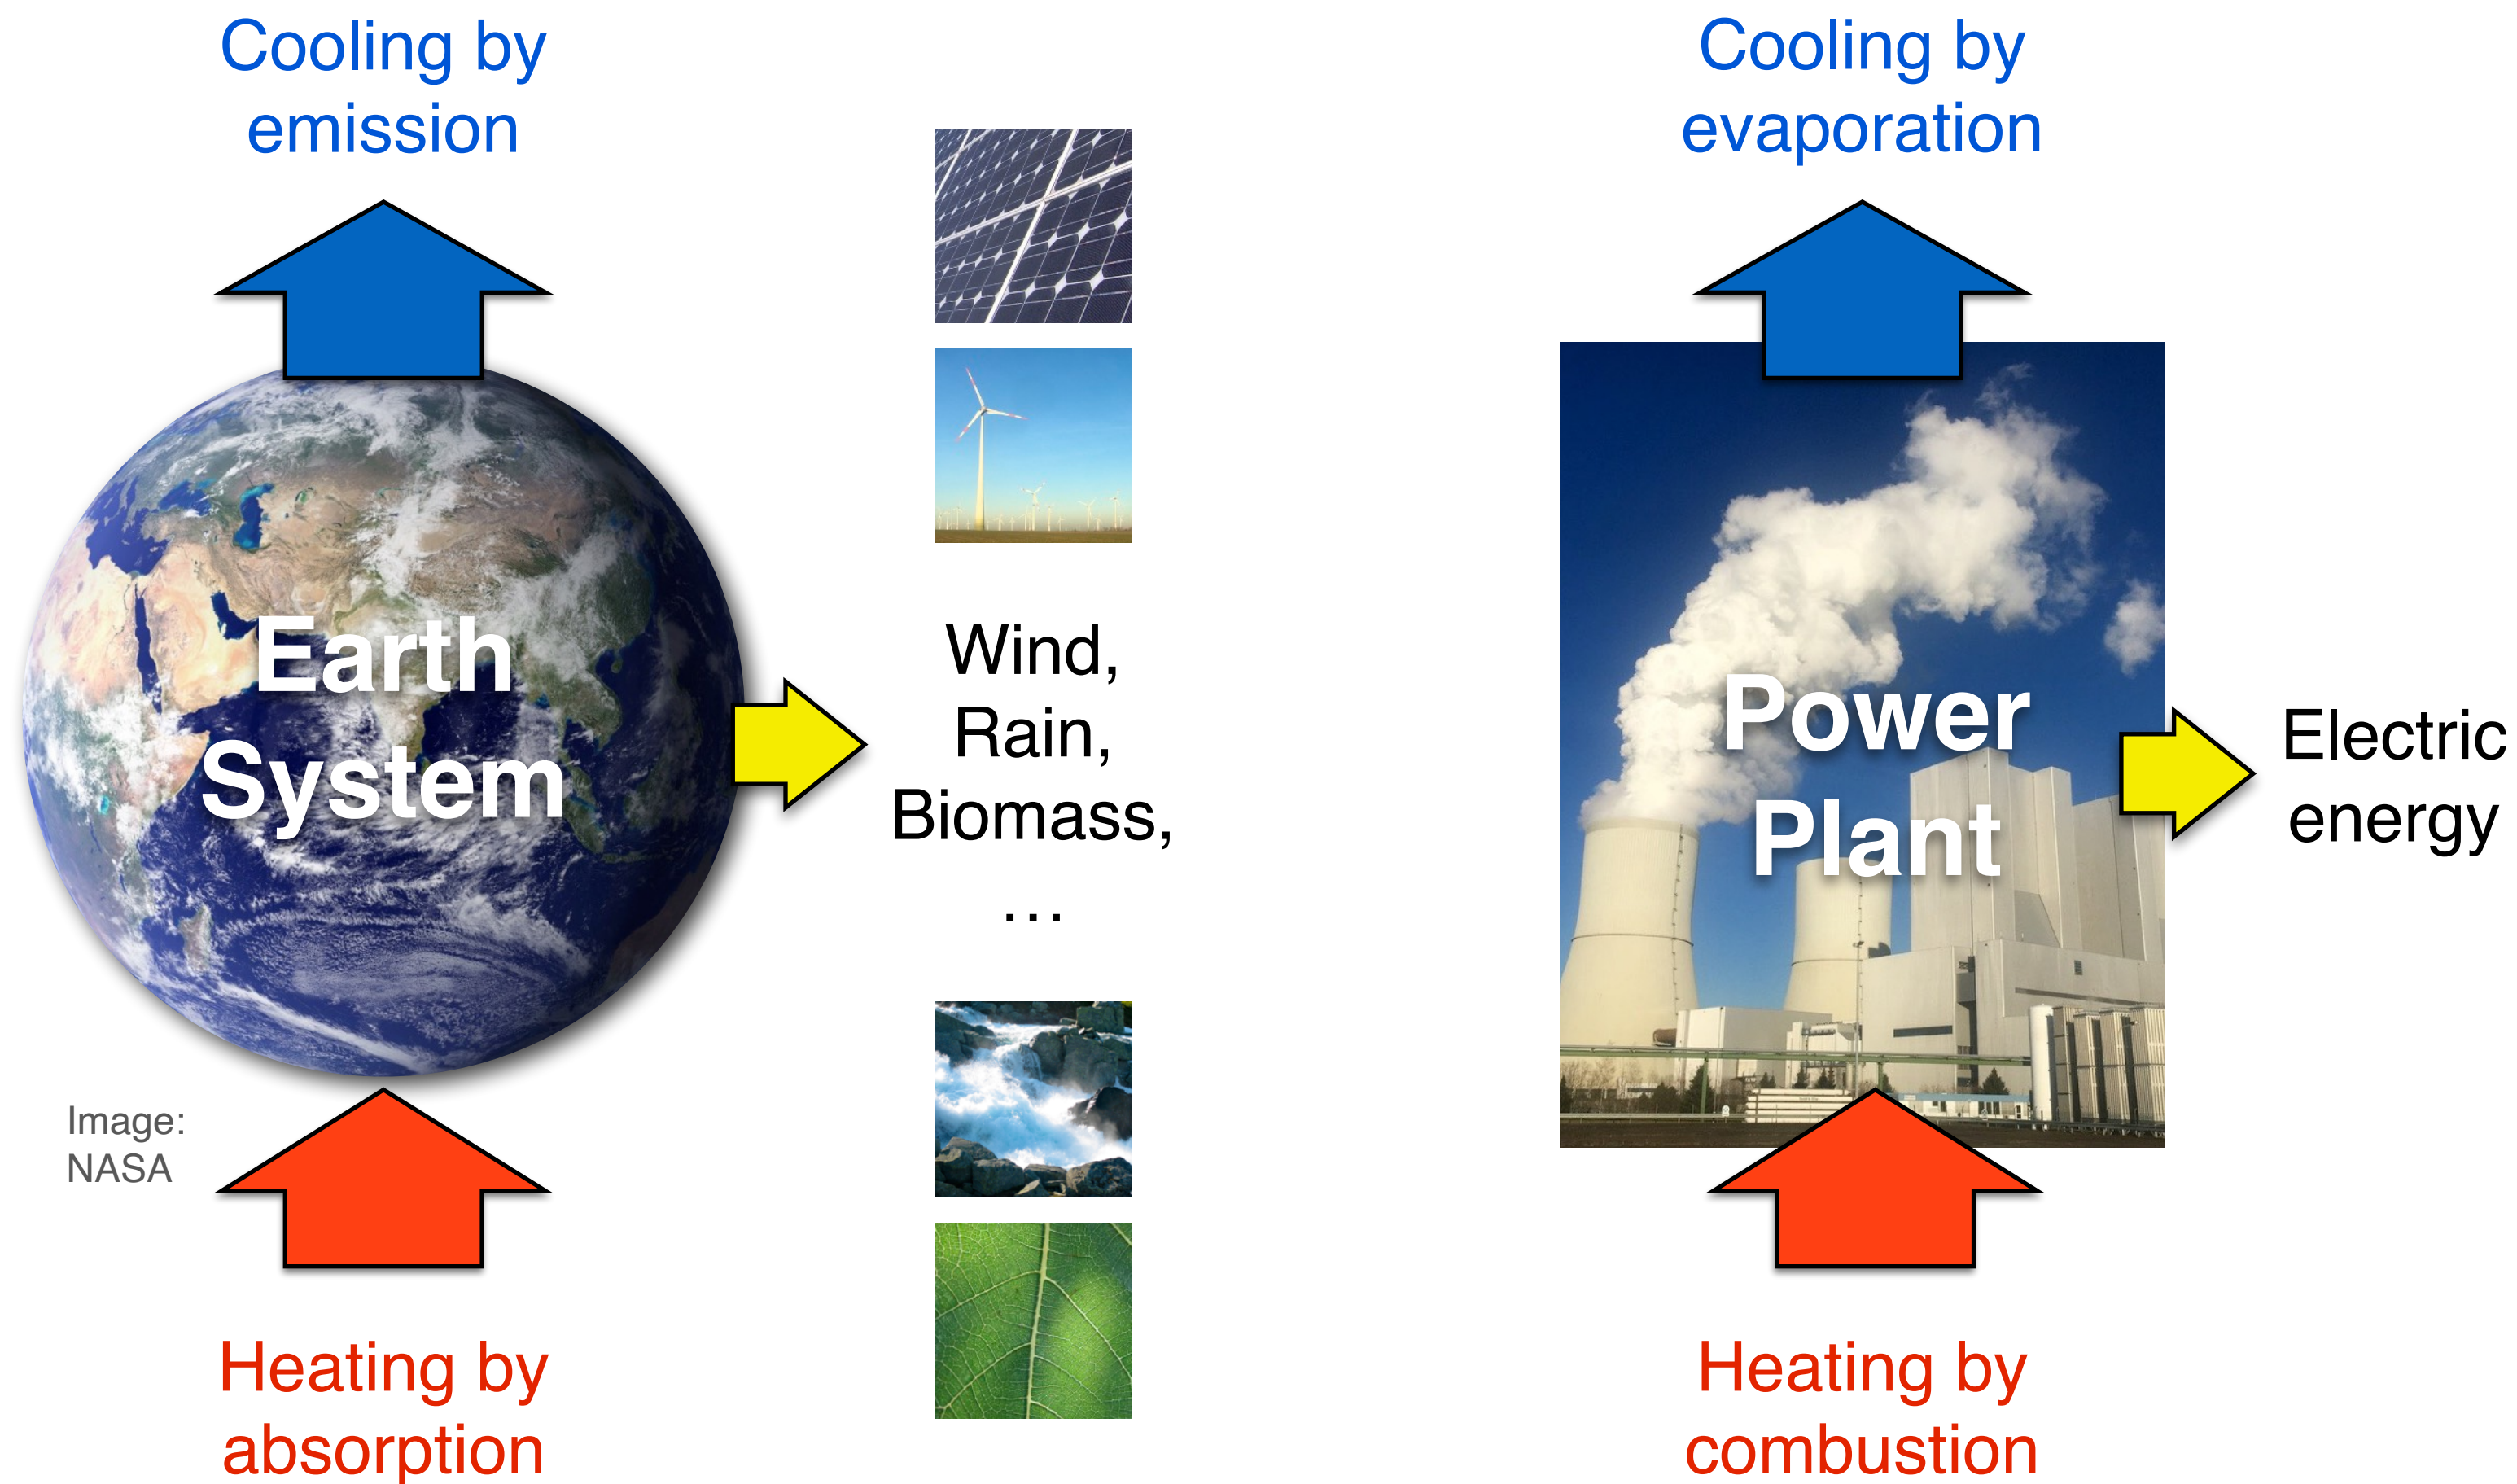 Cooling by
emission
Earth
System
Image:
NASA
Heating by
absorption
Wind,
Rain,
Biomass,
…
Cooling by
evaporation
Power
Plant
Electric
energy
Heating by
combustion